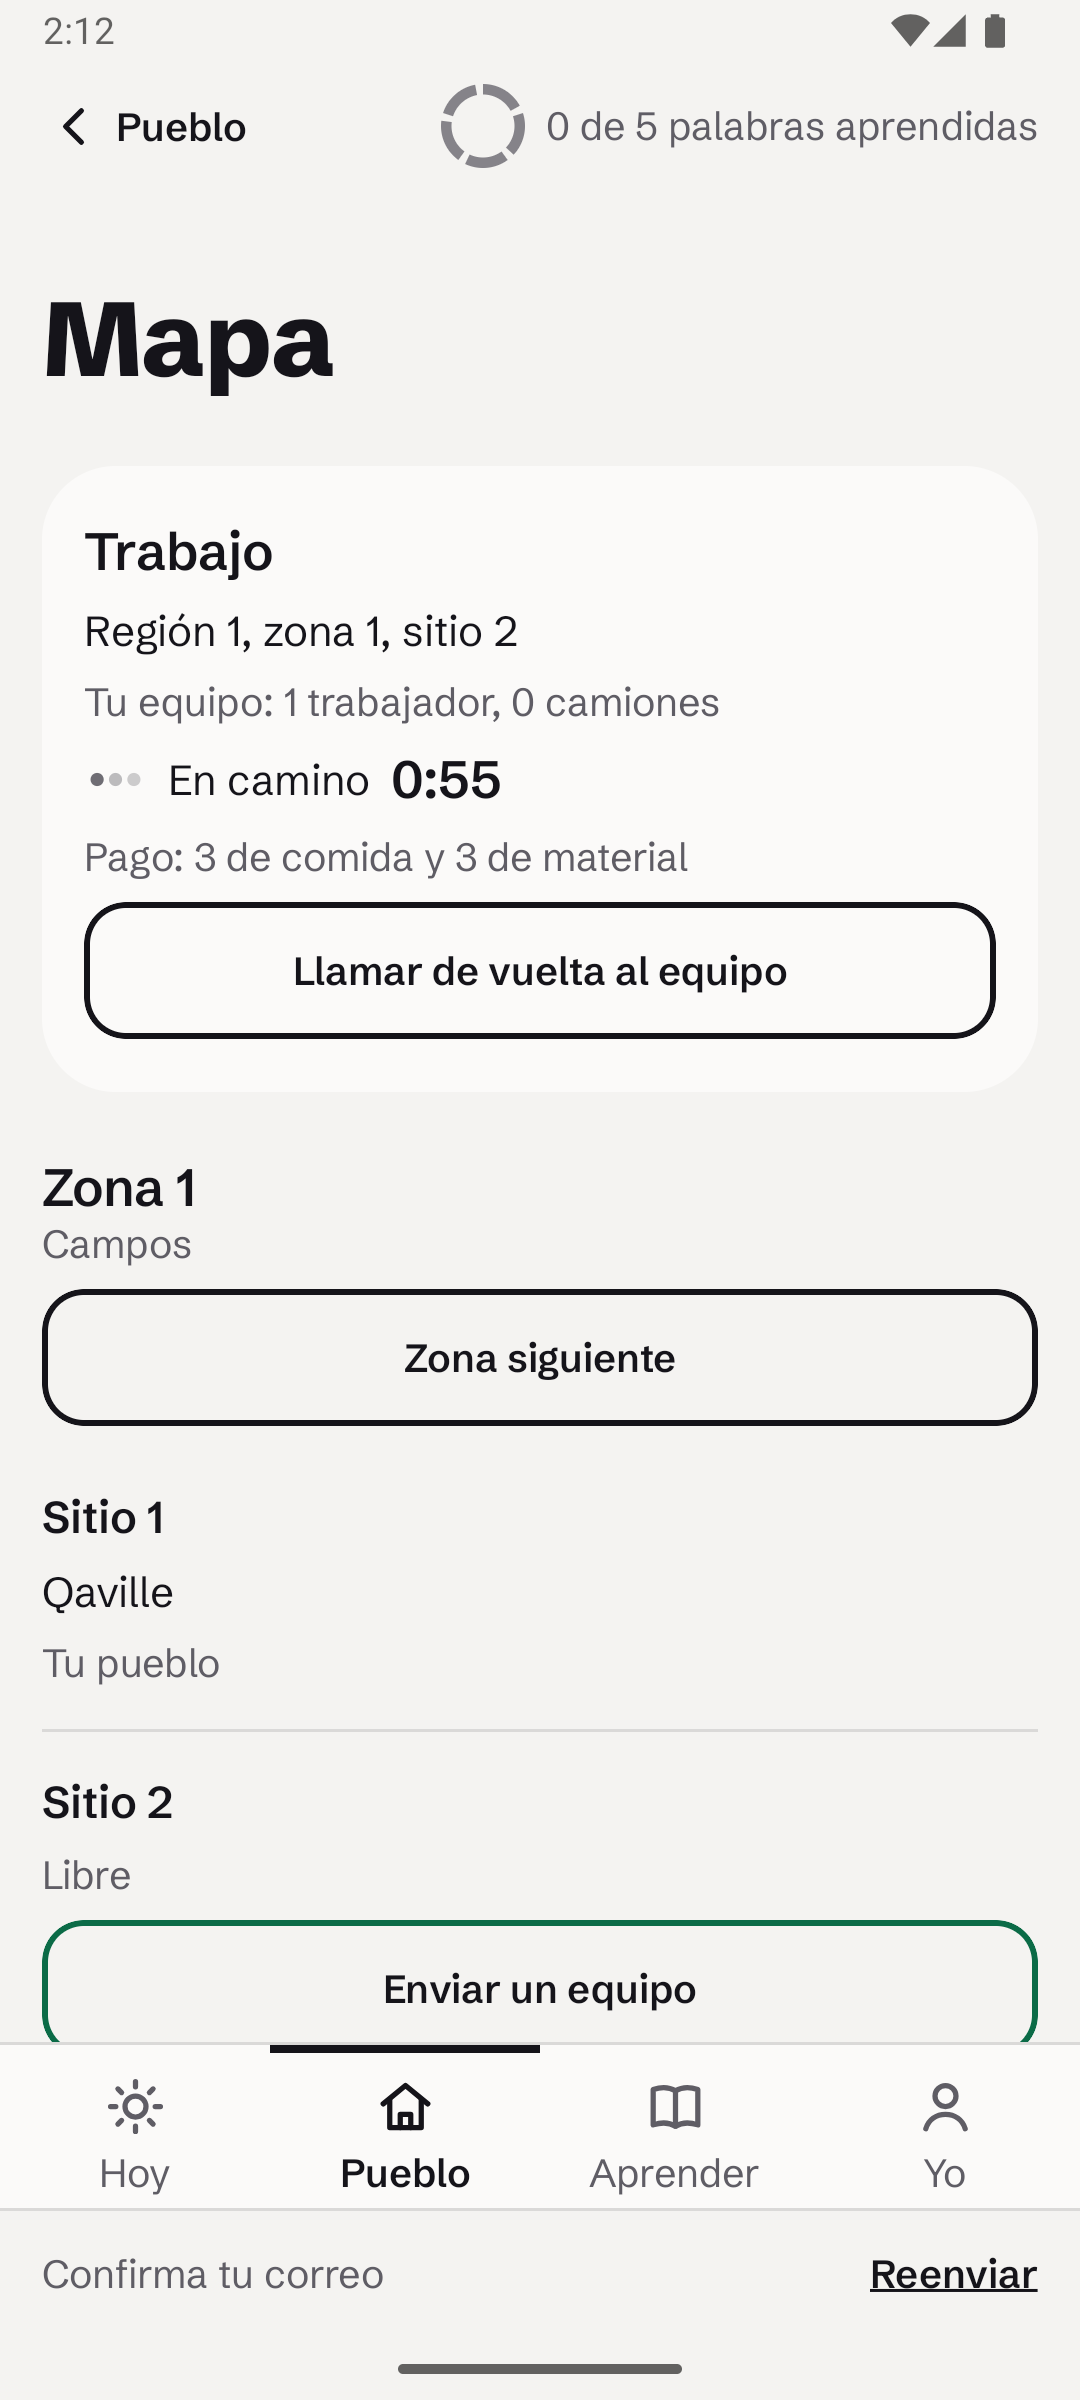 2:12
Pueblo
0 de 5 palabras aprendidas
Mapa
Trabajo
Región 1, zona 1, sitio 2
Tu equipo: 1 trabajador, 0 camiones
En camino 0:55
Pago: 3 de comida y 3 de material
Llamar de vuelta al equipo
Zona 1
Campos
Zona siguiente
Sitio 1
Qaville
Tu pueblo
Sitio 2
Libre
Enviar un equipo
Hoy
Pueblo
Aprender
Yo
Confirma tu correo
Reenviar